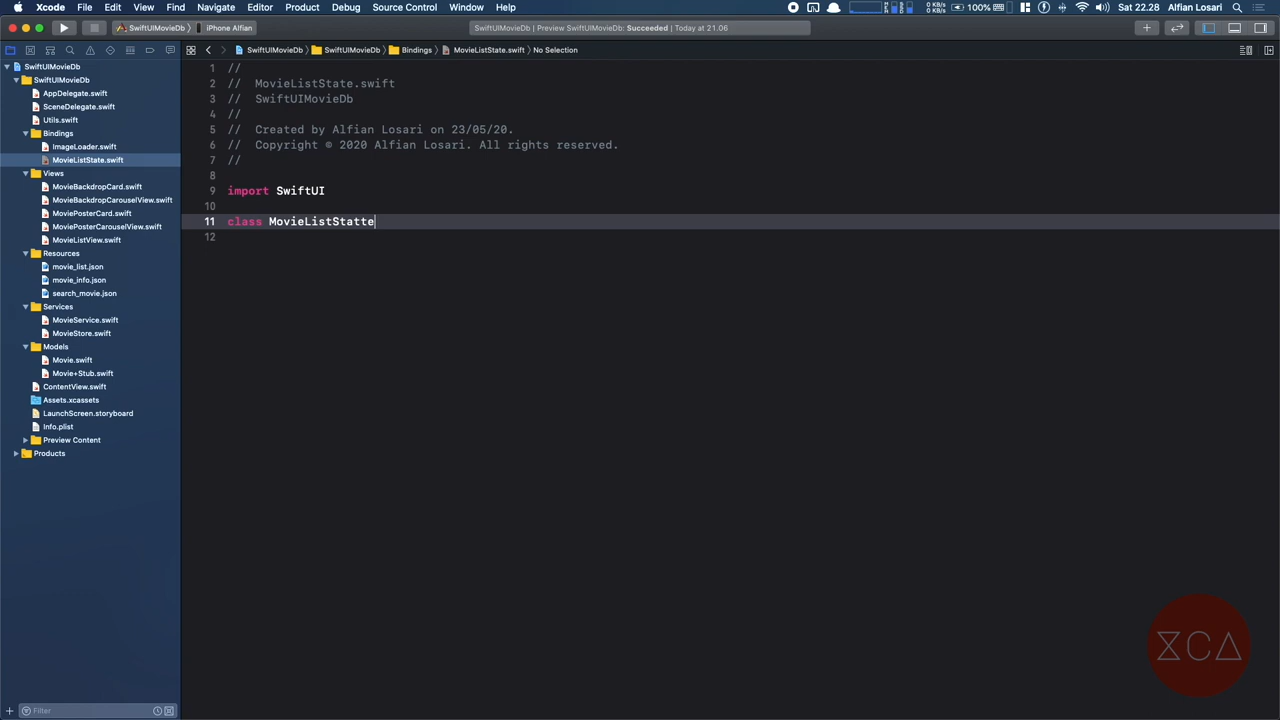 Xcode File Edit View Find Navigate Editor Product Debug Source Control Window Help 100% Sat 22.28 Alfian Losari
SwiftUIMovieDb iPhone Alfian SwiftUIMovieDb | Preview SwiftUIMovieDb: Succeeded | Today at 21.06
SwiftUIMovieDb SwiftUIMovieDb Bindings MovieListState.swift No Selection
SwiftUIMovieDb
SwiftUIMovieDb
AppDelegate.swift
SceneDelegate.swift
Utils.swift
Bindings
ImageLoader.swift
MovieListState.swift
Views
MovieBackdropCard.swift
MovieBackdropCarouselView.swift
MoviePosterCard.swift
MoviePosterCarouselView.swift
MovieListView.swift
Resources
movie_list.json
movie_info.json
search_movie.json
Services
MovieService.swift
MovieStore.swift
Models
Movie.swift
Movie+Stub.swift
ContentView.swift
Assets.xcassets
LaunchScreen.storyboard
Info.plist
Preview Content
Products
Filter
1 //
2 // MovieListState.swift
3 // SwiftUIMovieDb
4 //
5 // Created by Alfian Losari on 23/05/20.
6 // Copyright © 2020 Alfian Losari. All rights reserved.
7 //
8
9 import SwiftUI
10
11 class MovieListStatte
12
XCA